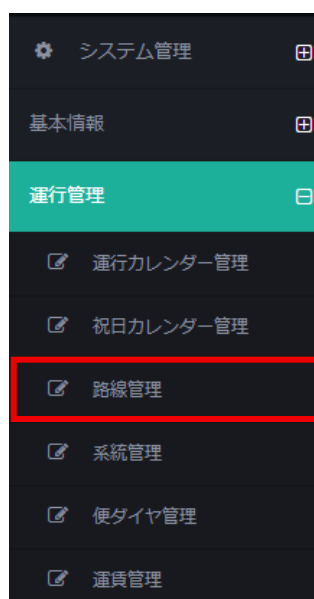 システム管理
基本情報
運行管理
運行カレンダー管理
祝日カレンダー管理
路線管理
系統管理
便ダイヤ管理
運賃管理